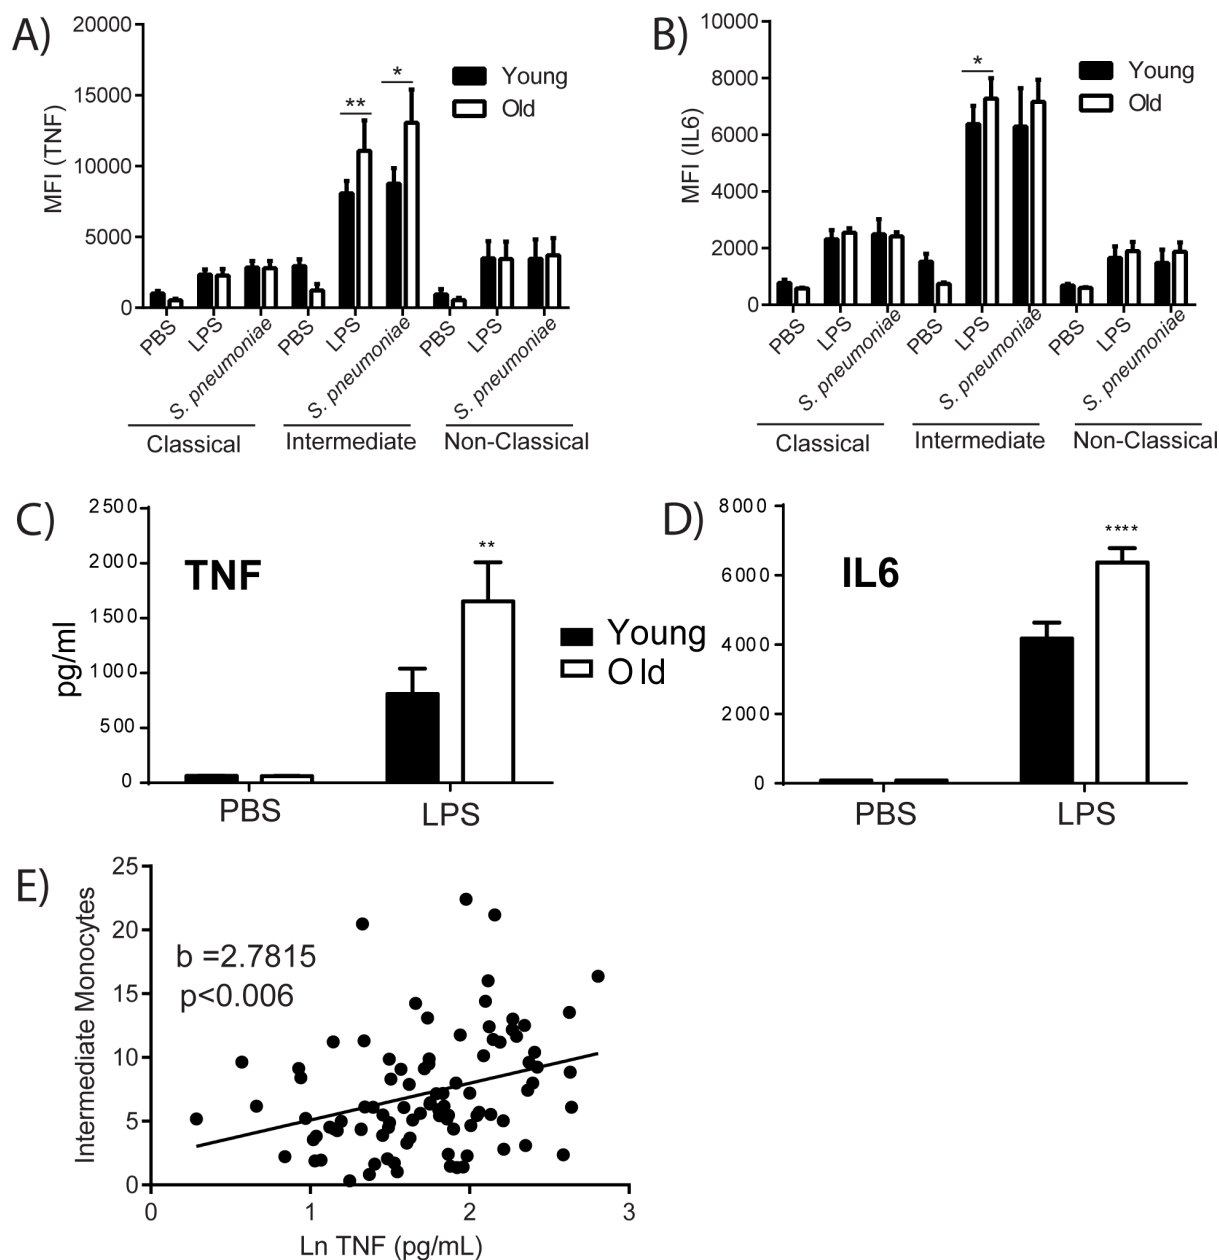 A)
MFI (TNF)
20000
15000
10000
5000
0
**
*
Young
Old
PBS
LPS
S. pneumoniae
PBS
LPS
S. pneumoniae
PBS
LPS
S. pneumoniae
Classical
Intermediate
Non-Classical
B)
MFI (IL6)
10000
8000
6000
4000
2000
0
*
Young
Old
PBS
LPS
S. pneumoniae
PBS
LPS
S. pneumoniae
PBS
LPS
S. pneumoniae
Classical
Intermediate
Non-Classical
C)
pg/ml
2500
2000
1500
1000
500
0
TNF
**
PBS
LPS
Young
Old
D)
8000
6000
4000
2000
0
IL6
****
PBS
LPS
E)
Intermediate Monocytes
25
20
15
10
5
0
b =2.7815
p<0.006
0
1
2
3
Ln TNF (pg/mL)